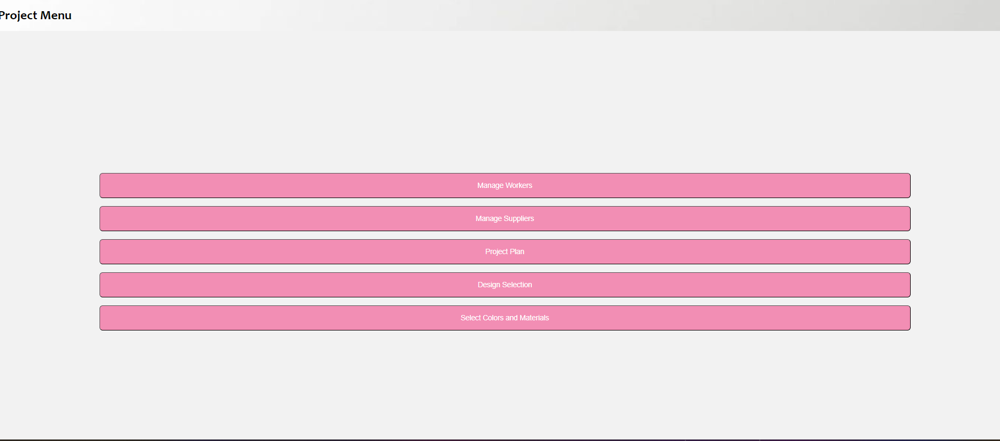 Project Menu
Manage Workers
Manage Suppliers
Project Plan
Design Selection
Select Colors and Materials